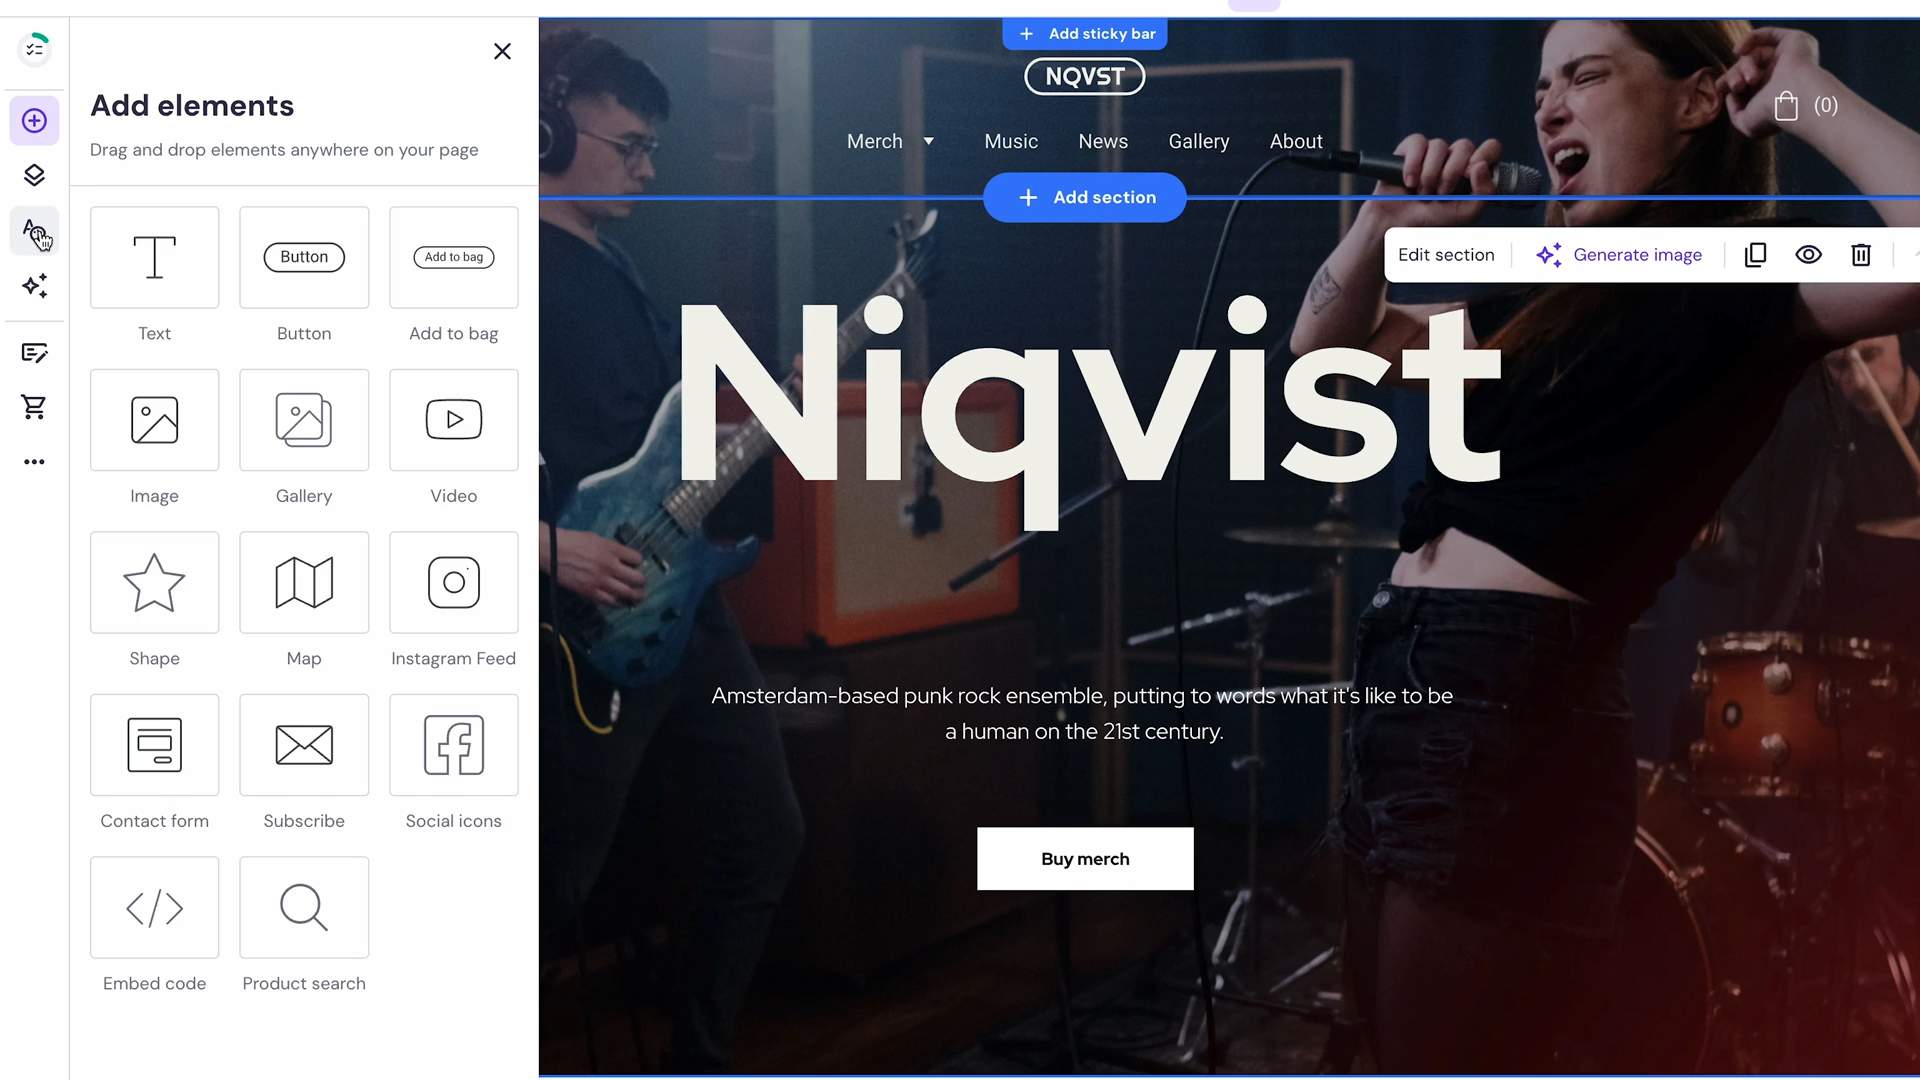 Add sticky bar
NQVST
(0)
Merch Music News Gallery About
Add section
Edit section Generate image
Add elements
Drag and drop elements anywhere on your page
Button Add to bag
Text Button Add to bag
Image Gallery Video
Shape Map Instagram Feed
Contact form Subscribe Social icons
Embed code Product search
Niqvist
Amsterdam-based punk rock ensemble, putting to words what it's like to be
a human on the 21st century.
Buy merch